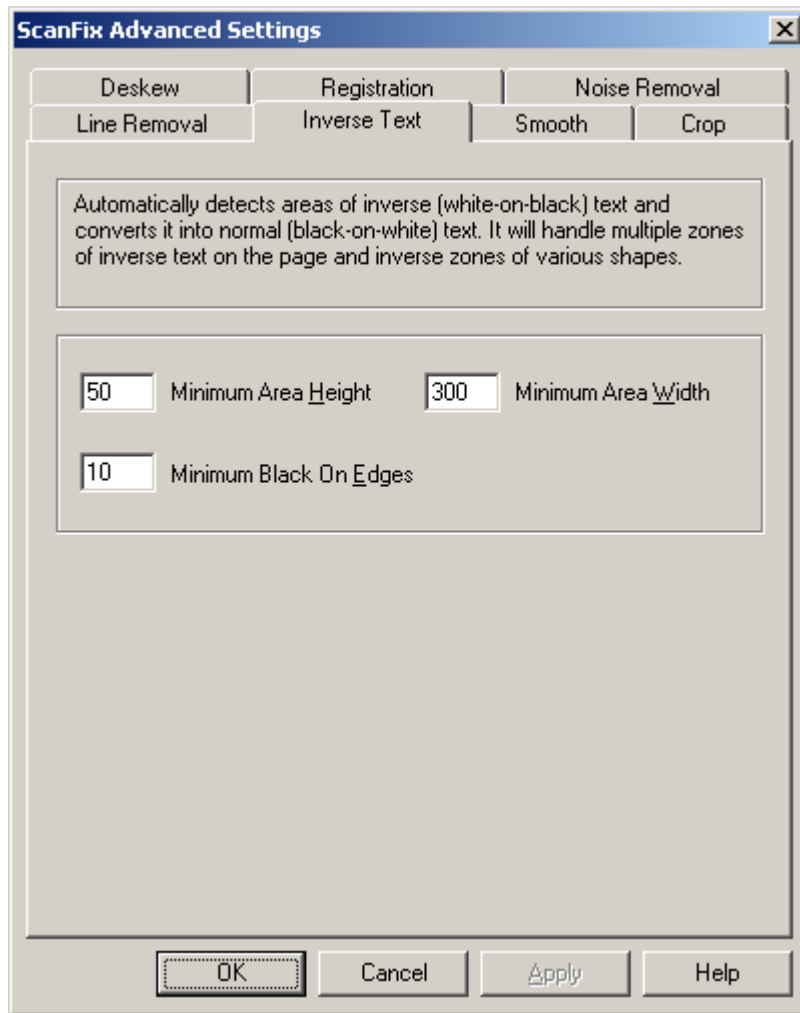 ScanFix Advanced Settings
Deskew Registration Noise Removal
Line Removal Inverse Text Smooth Crop
Automatically detects areas of inverse (white-on-black) text and
converts it into normal (black-on-white) text. It will handle multiple zones
of inverse text on the page and inverse zones of various shapes.
50 Minimum Area Height 300 Minimum Area Width
10 Minimum Black On Edges
OK Cancel Apply Help